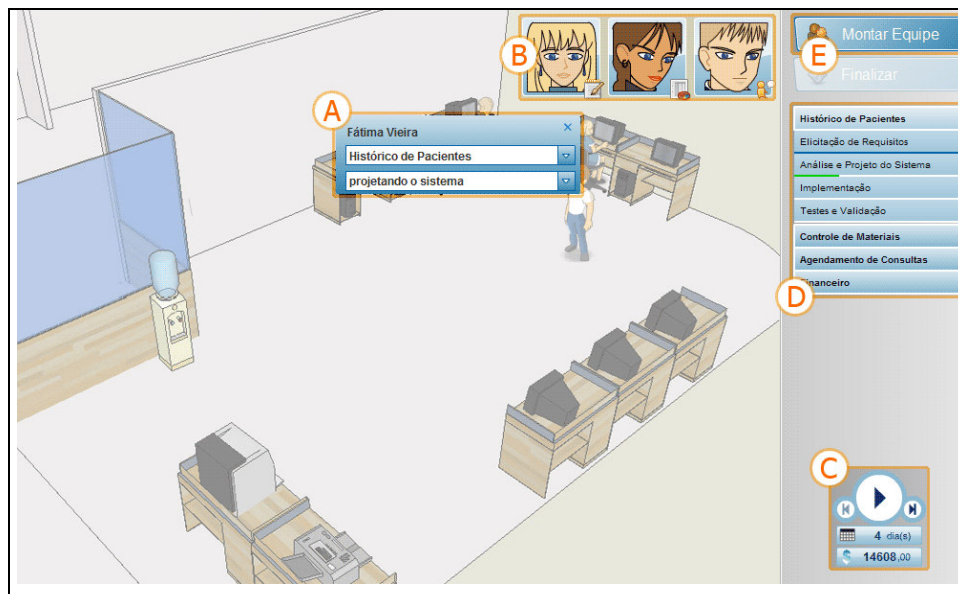 B
A
Fátima Vieira
Histórico de Pacientes
projetando o sistema
E
Montar Equipe
Finalizar
Histórico de Pacientes
Elicitação de Requisitos
Análise e Projeto do Sistema
Implementação
Testes e Validação
Controle de Materiais
Agendamento de Consultas
Financeiro
D
C
4 dia(s)
14608,00